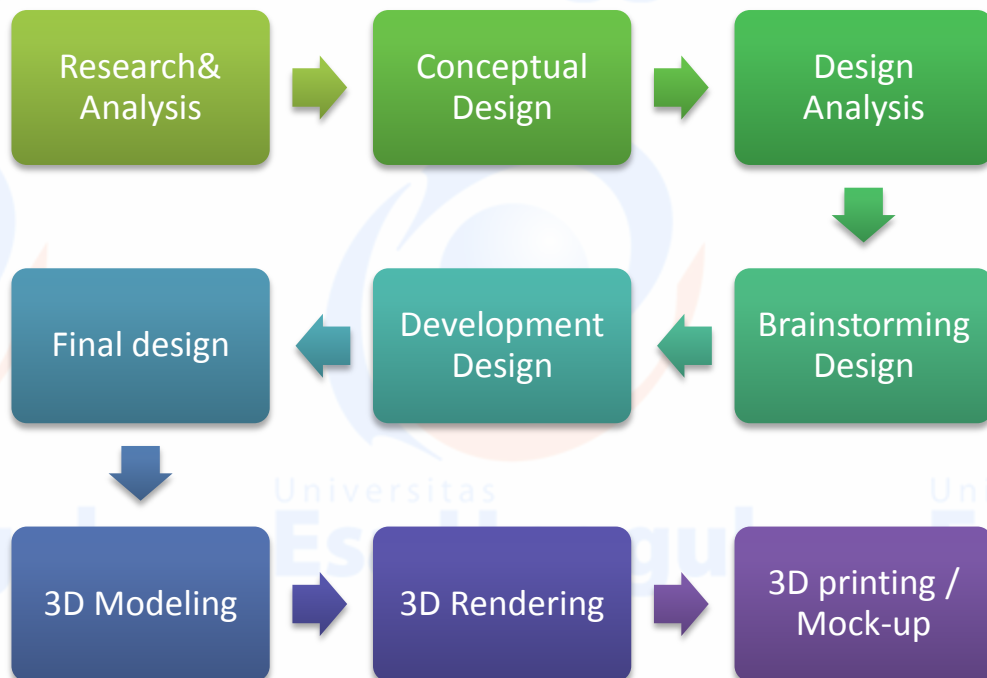 Research&
Analysis
Conceptual
Design
Design
Analysis
Brainstorming
Design
Development
Design
Final design
3D Modeling
3D Rendering
3D printing /
Mock-up
Universitas